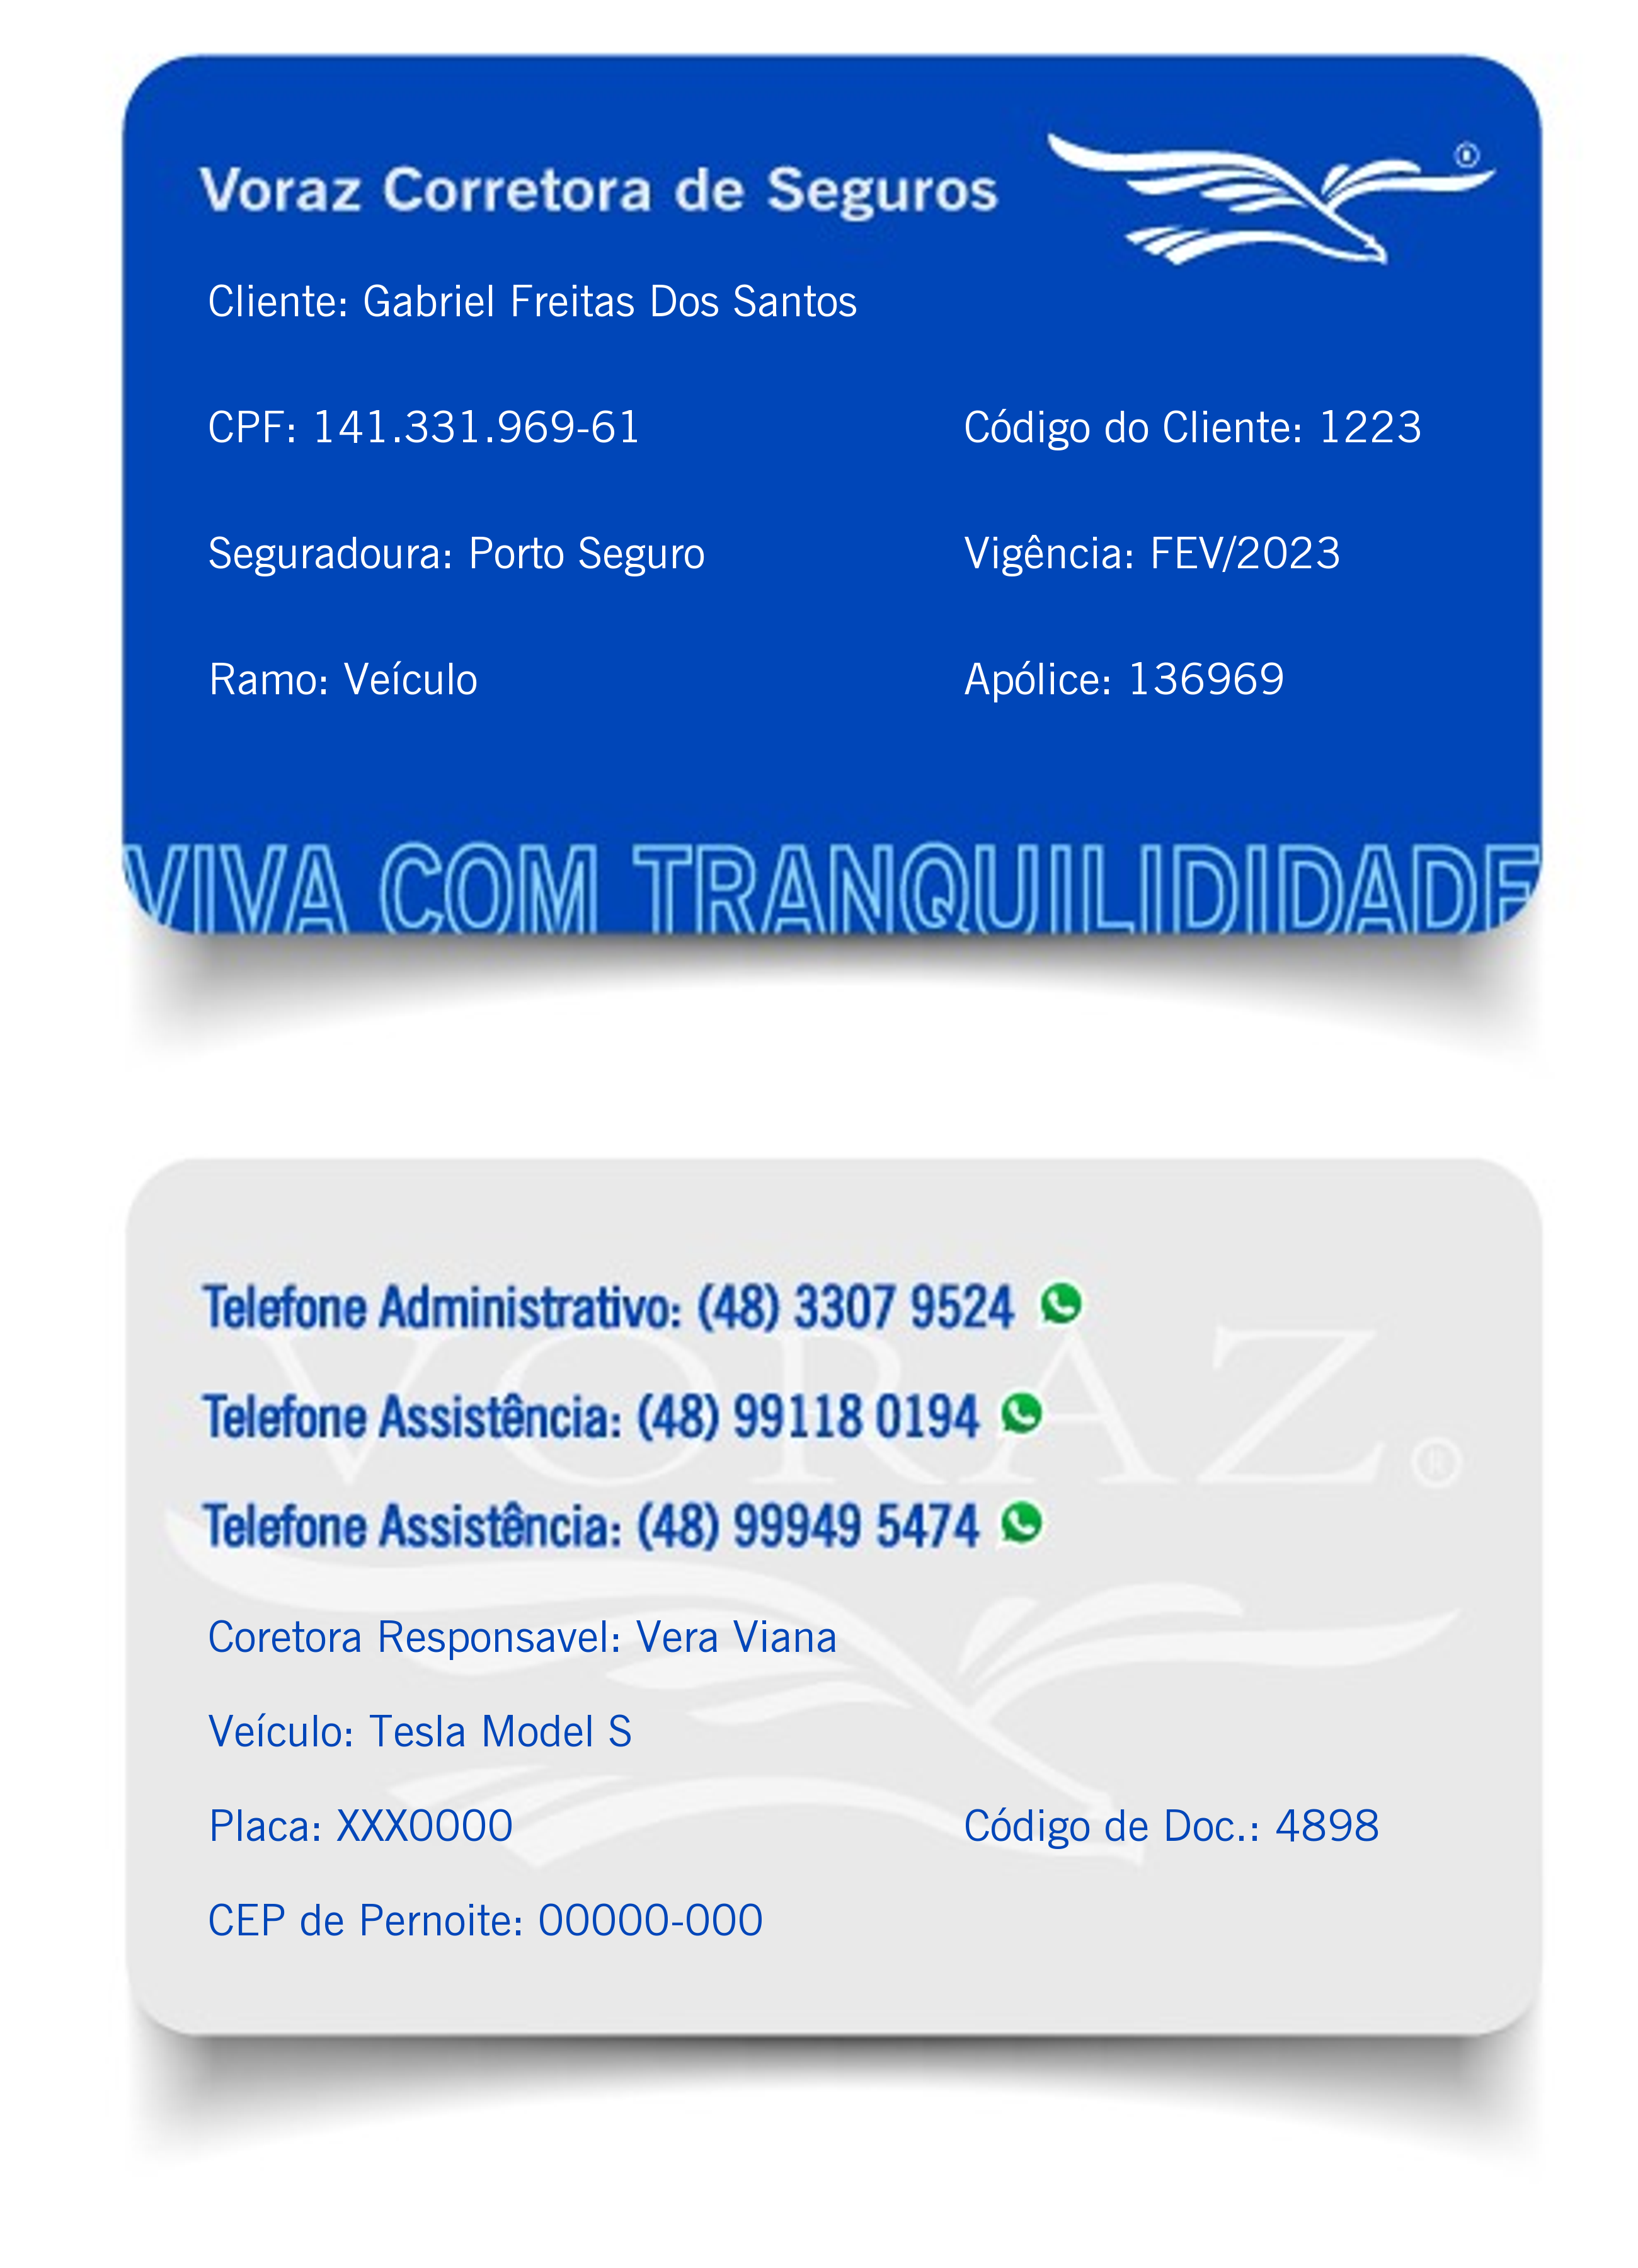 Voraz Corretora de Seguros
®
Cliente: Gabriel Freitas Dos Santos
CPF: 141.331.969-61
Código do Cliente: 1223
Seguradoura: Porto Seguro
Vigência: FEV/2023
Ramo: Veículo
Apólice: 136969
VIVA COM TRANQUILIDIDADE
Telefone Administrativo: (48) 3307 9524
VORAZ®
Telefone Assistência: (48) 99118 0194
Telefone Assistência: (48) 99949 5474
Coretora Responsavel: Vera Viana
Veículo: Tesla Model S
Placa: XXX0000
Código de Doc.: 4898
CEP de Pernoite: 00000-000